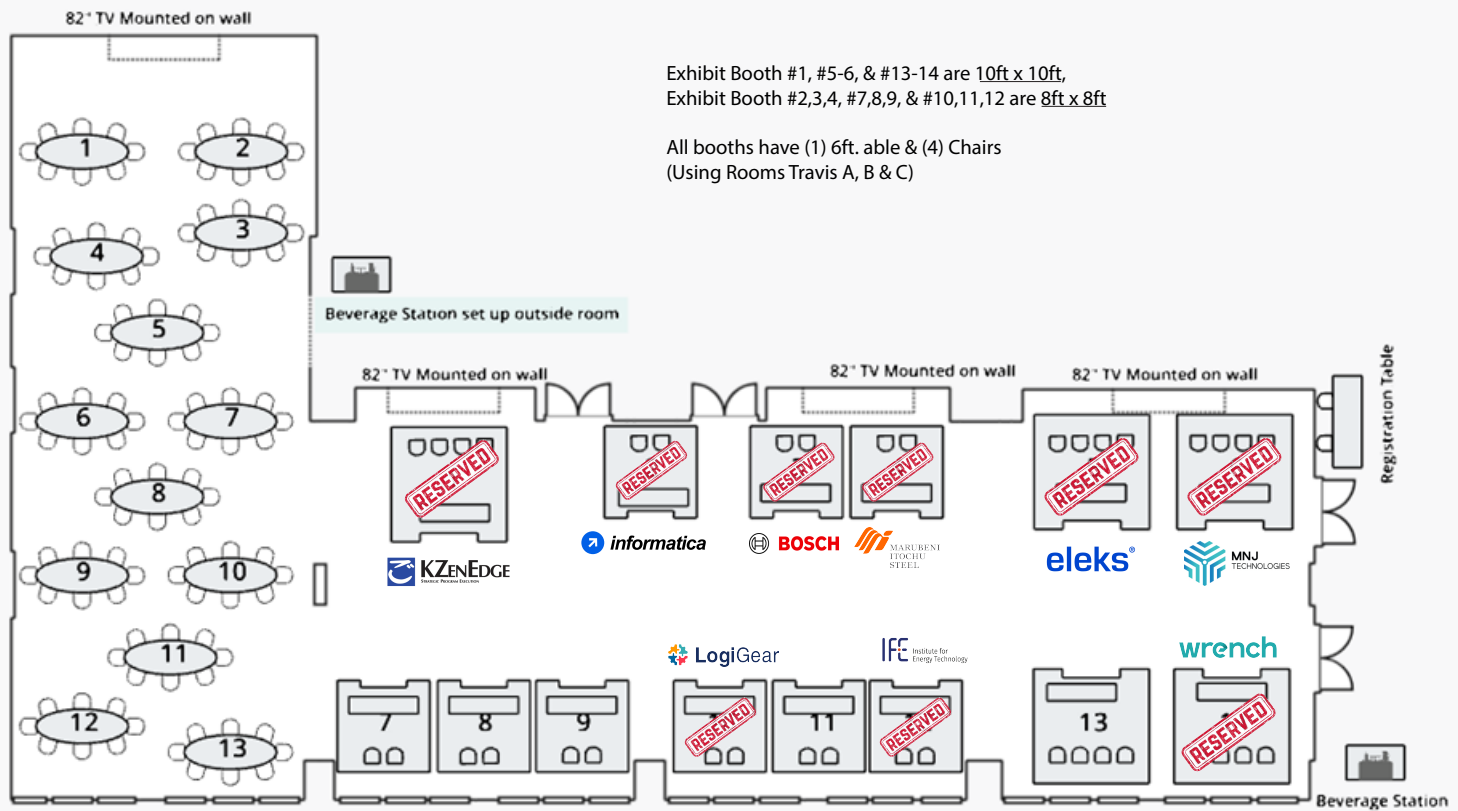 82" TV Mounted on wall
Exhibit Booth #1, #5-6, & #13-14 are 10ft x 10ft,
Exhibit Booth #2,3,4, #7,8,9, & #10,11,12 are 8ft x 8ft
All booths have (1) 6ft. able & (4) Chairs
(Using Rooms Travis A, B & C)
1
2
3
4
5
6
7
8
9
10
11
12
13
Beverage Station set up outside room
82" TV Mounted on wall
82" TV Mounted on wall
82" TV Mounted on wall
Registration Table
RESERVED
RESERVED
RESERVED
RESERVED
RESERVED
RESERVED
KZENEDGE
STRATEGIC PROGRAM EXECUTION
informatica
BOSCH
MARUBENI
ITOCHU
STEEL
eleks®
MNJ
TECHNOLOGIES
LogiGear
IFE
Institute for
Energy Technology
wrench
7
8
9
RESERVED
11
RESERVED
13
RESERVED
Beverage Station